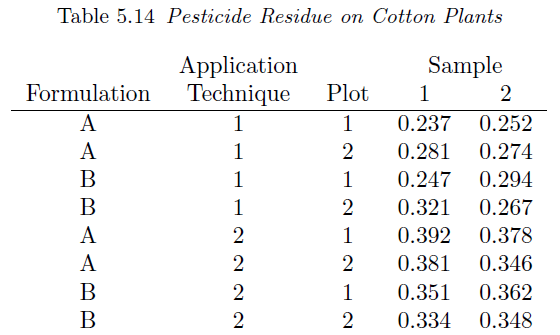 Table 5.14 Pesticide Residue on Cotton Plants
Application Sample
Formulation Technique Plot 1 2
A 1 1 0.237 0.252
A 1 2 0.281 0.274
B 1 1 0.247 0.294
B 1 2 0.321 0.267
A 2 1 0.392 0.378
A 2 2 0.381 0.346
B 2 1 0.351 0.362
B 2 2 0.334 0.348